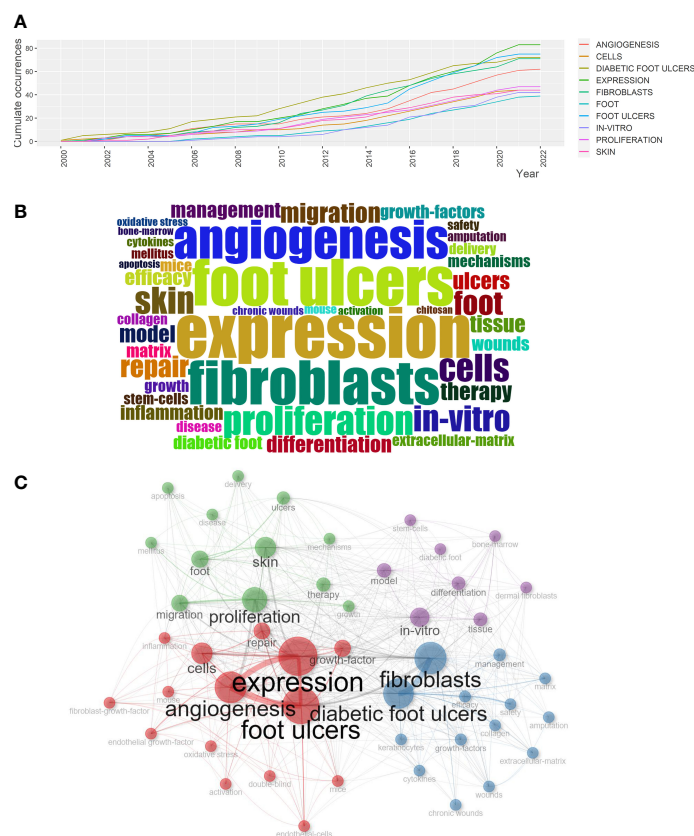 A
Cumulate occurrences
80
60
40
20
0
2000
2002
2004
2006
2008
2010
2012
2014
2016
2018
2020
2022
Year
ANGIOGENESIS
CELLS
DIABETIC FOOT ULCERS
EXPRESSION
FIBROBLASTS
FOOT
FOOT ULCERS
IN-VITRO
PROLIFERATION
SKIN
B
management migration growth-factors
oxidative stress
bone-marrow
cytokines
mellitus
apoptosis mice
efficacy
angiogenesis
safety
amputation
delivery
mechanisms
foot ulcers
ulcers
skin
foot
chronic wounds mouse activation chitosan
collagen
model
matrix
expression
tissue
wounds
repair
growth
stem-cells
fibroblasts
cells
therapy
inflammation
disease
proliferation
in-vitro
diabetic foot
differentiation
extracellular-matrix
C
delivery
apoptosis
ulcers
disease
stem-cells
mellitus
mechanisms
bone-marrow
skin
diabetic foot
foot
model
therapy
differentiation
dermal fibroblasts
migration
proliferation
growth
in-vitro
tissue
inflammation
repair
cells
growth-factor
management
expression
fibroblasts
matrix
mouse
efficacy
fibroblast-growth-factor
angiogenesis
diabetic foot ulcers
safety
amputation
foot ulcers
collagen
endothelial growth-factor
keratinocytes
growth-factors
oxidative stress
extracellular-matrix
activation
double-blind
mice
cytokines
wounds
chronic wounds
endothelial-cells